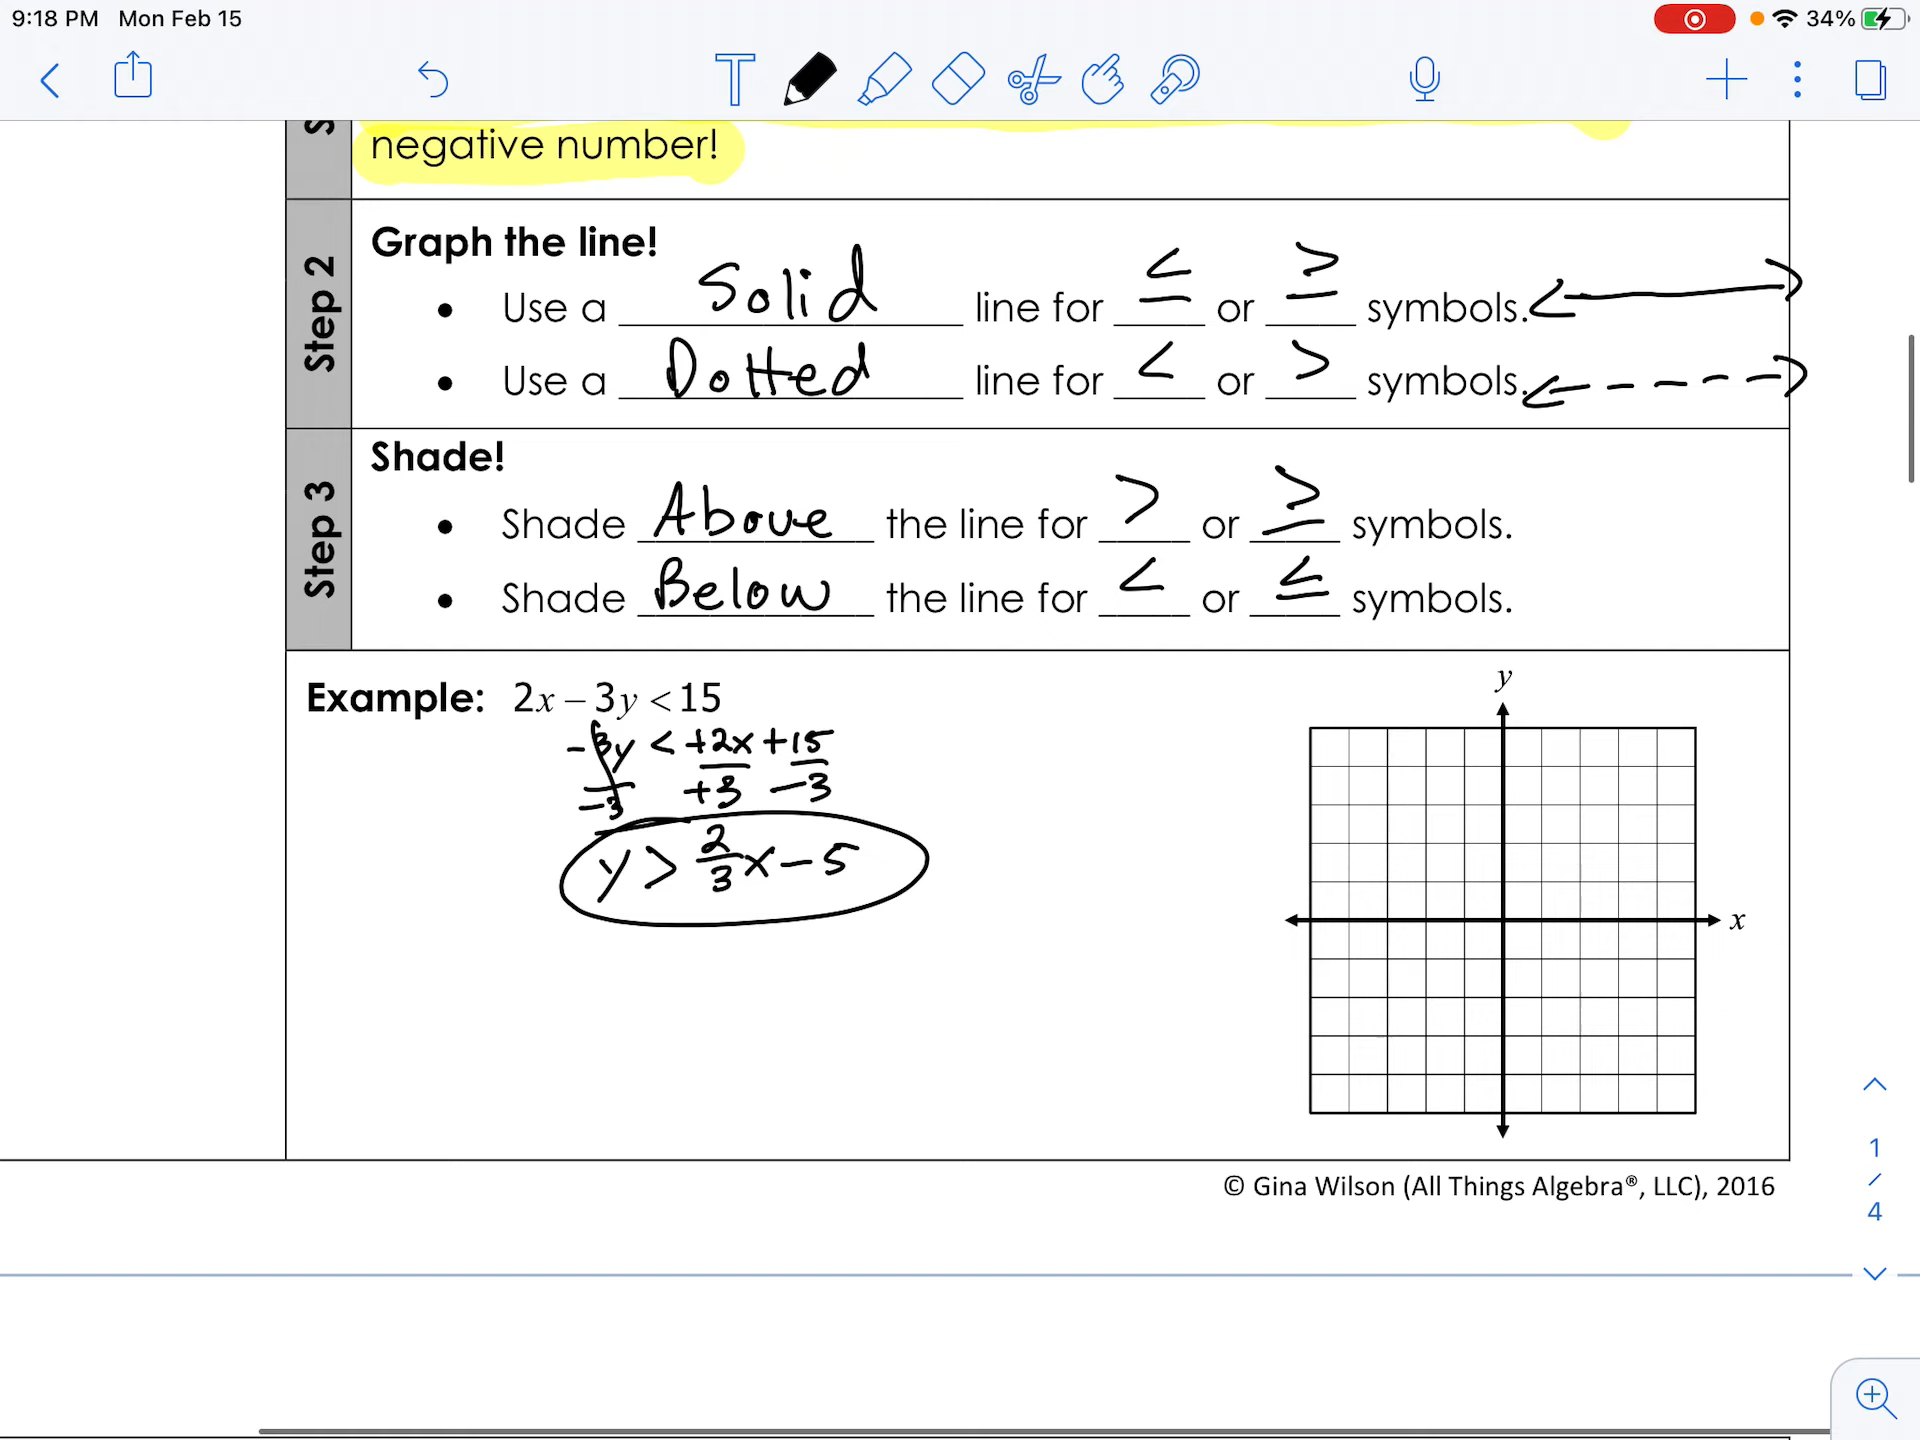 9:18 PM Mon Feb 15
34%
negative number!
Step 2
Graph the line!
• Use a Solid line for ≤ or ≥ symbols.
• Use a Dotted line for < or > symbols.
Step 3
Shade!
• Shade Above the line for > or ≥ symbols.
• Shade Below the line for < or ≤ symbols.
Example: 2x – 3y < 15
-3y < +2x +15
-3 +3 -3
y > 2/3 x - 5
y
x
© Gina Wilson (All Things Algebra®, LLC), 2016
1
/
4